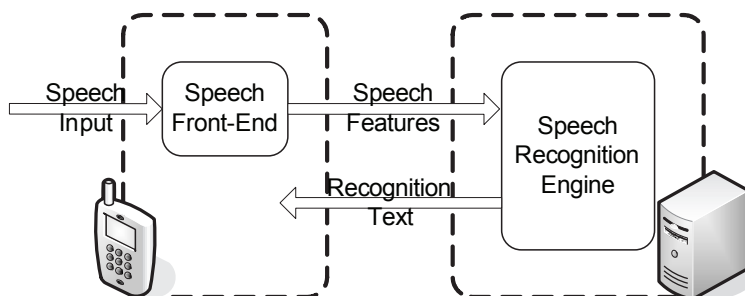 Speech
Input
Speech
Front-End
Speech
Features
Speech
Recognition
Engine
Recognition
Text